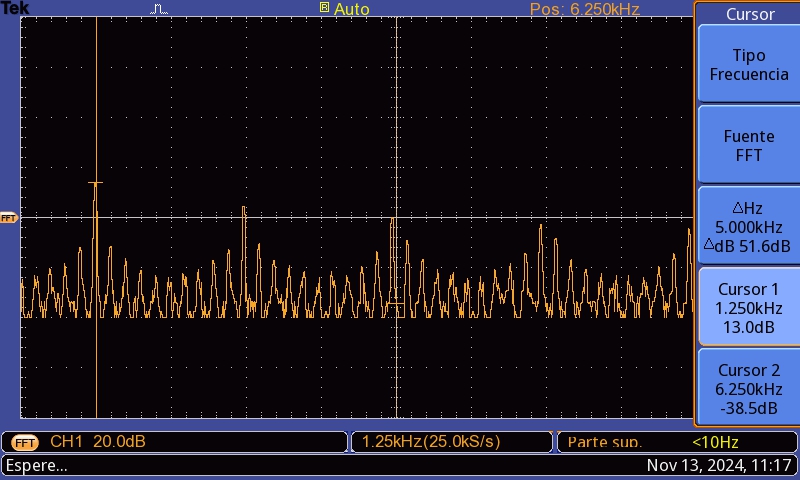 Tek
R Auto
Pos: 6.250kHz
Cursor
Tipo
Frecuencia
Fuente
FFT
△Hz
5.000kHz
△dB 51.6dB
Cursor 1
1.250kHz
13.0dB
Cursor 2
6.250kHz
-38.5dB
FFT
FFT CH1 20.0dB
1.25kHz(25.0kS/s)
Parte sup. <10Hz
Espere...
Nov 13, 2024, 11:17